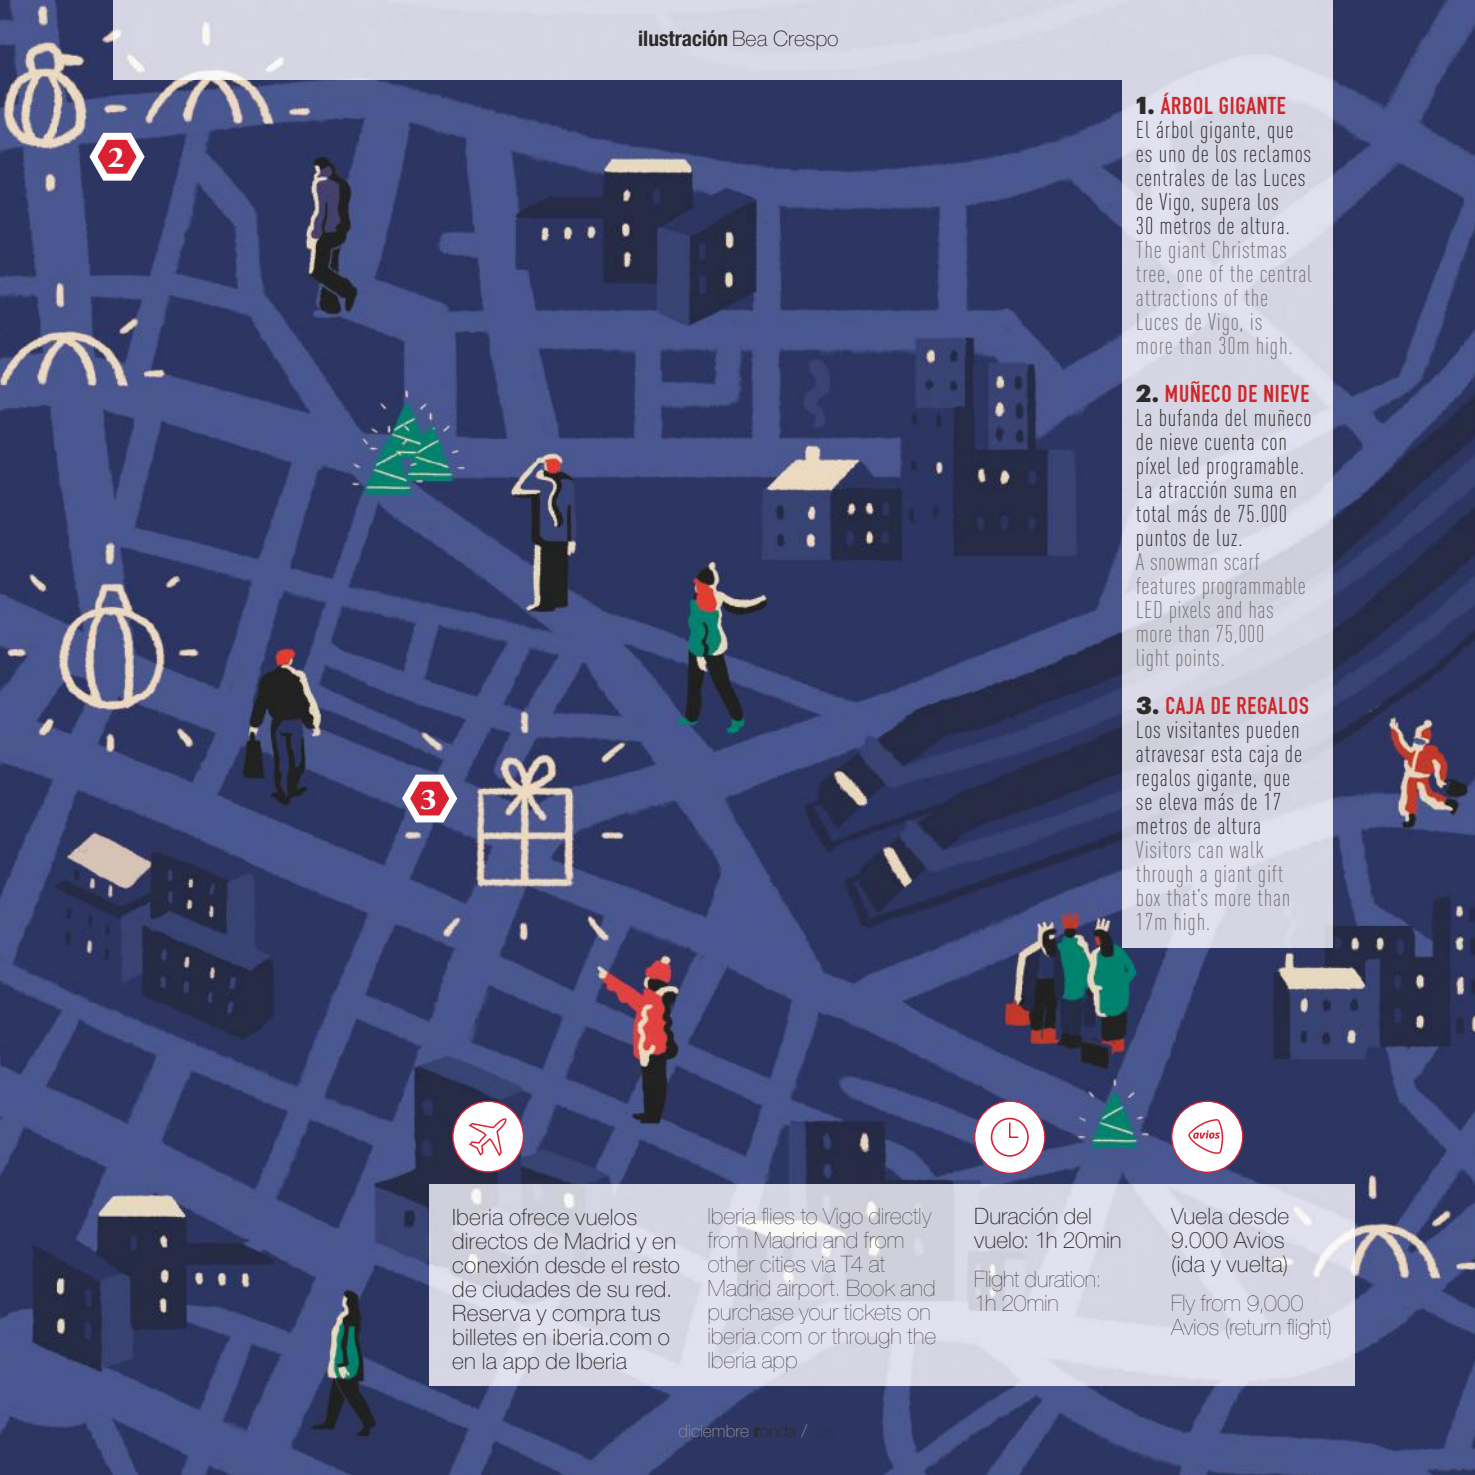 ilustración Bea Crespo
2
1. ÁRBOL GIGANTE
El árbol gigante, que
es uno de los reclamos
centrales de las Luces
de Vigo, supera los
30 metros de altura.
The giant Christmas
tree, one of the central
attractions of the
Luces de Vigo, is
more than 30m high.
2. MUÑECO DE NIEVE
La bufanda del muñeco
de nieve cuenta con
píxel led programable.
La atracción suma en
total más de 75.000
puntos de luz.
A snowman scarf
features programmable
LED pixels and has
more than 75,000
light points.
3. CAJA DE REGALOS
Los visitantes pueden
atravesar esta caja de
regalos gigante, que
se eleva más de 17
metros de altura
Visitors can walk
through a giant gift
box that's more than
17m high.
3
Iberia ofrece vuelos
directos de Madrid y en
conexión desde el resto
de ciudades de su red.
Reserva y compra tus
billetes en iberia.com o
en la app de Iberia
Iberia flies to Vigo directly
from Madrid and from
other cities via T4 at
Madrid airport. Book and
purchase your tickets on
iberia.com or through the
Iberia app
Duración del
vuelo: 1h 20min
Flight duration:
1h 20min
avios
Vuela desde
9.000 Avios
(ida y vuelta)
Fly from 9,000
Avios (return flight)
diciembre ronda /